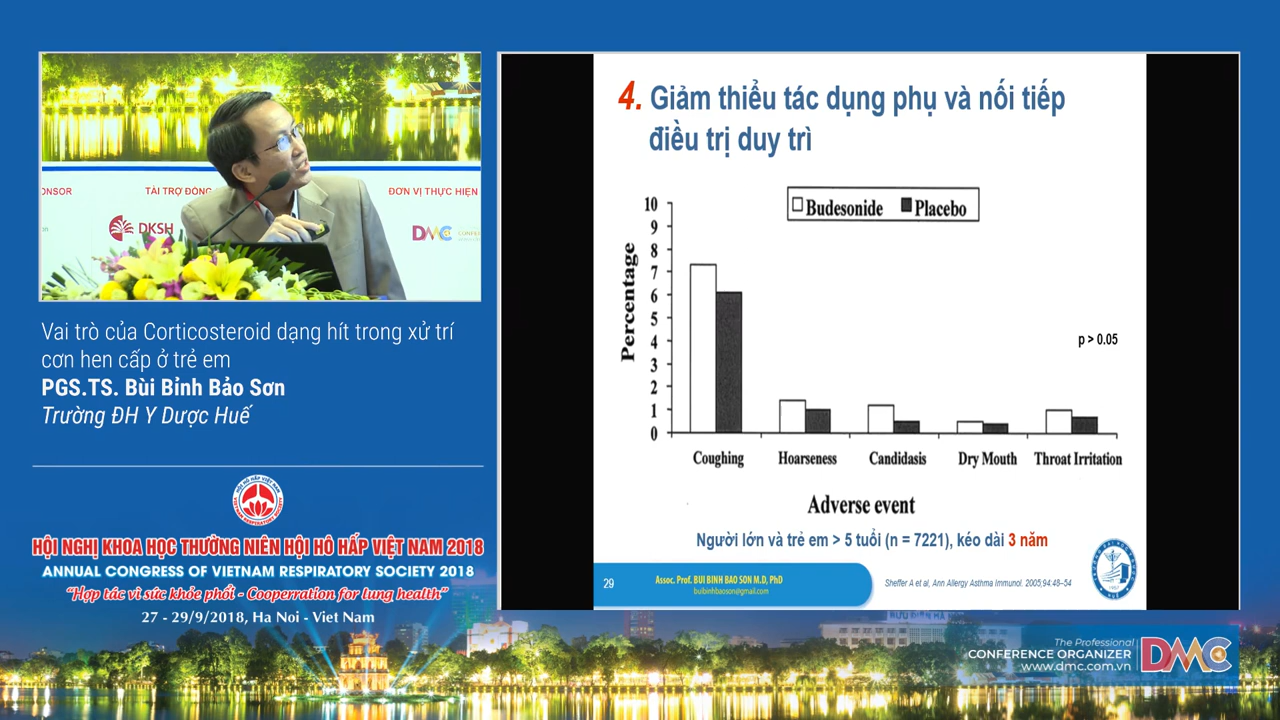 ONSOR
TÀI TRỢ ĐỒNG
ĐƠN VỊ THỰC HIỆN
DKSH
DMC
Vai trò của Corticosteroid dạng hít trong xử trí
cơn hen cấp ở trẻ em
PGS.TS. Bùi Bỉnh Bảo Sơn
Trường ĐH Y Dược Huế
HỘI NGHỊ KHOA HỌC THƯỜNG NIÊN HỘI HÔ HẤP VIỆT NAM 2018
ANNUAL CONGRESS OF VIETNAM RESPIRATORY SOCIETY 2018
“Hợp tác vì sức khỏe phổi - Cooperration for lung health”
27 - 29/9/2018, Ha Noi - Viet Nam
4. Giảm thiểu tác dụng phụ và nối tiếp
điều trị duy trì
Budesonide Placebo
Percentage
10
9
8
7
6
5
4
3
2
1
0
p > 0.05
Coughing Hoarseness Candidasis Dry Mouth Throat Irritation
Adverse event
Người lớn và trẻ em > 5 tuổi (n = 7221), kéo dài 3 năm
29
Assoc. Prof. BUI BINH BAO SON M.D, PhD
buibinhbaoson@gmail.com
Sheffer A et al, Ann Allergy Asthma Immunol. 2005;94:48–54
HUẾ
The Professional
CONFERENCE ORGANIZER
www.dmc.com.vn
DMC